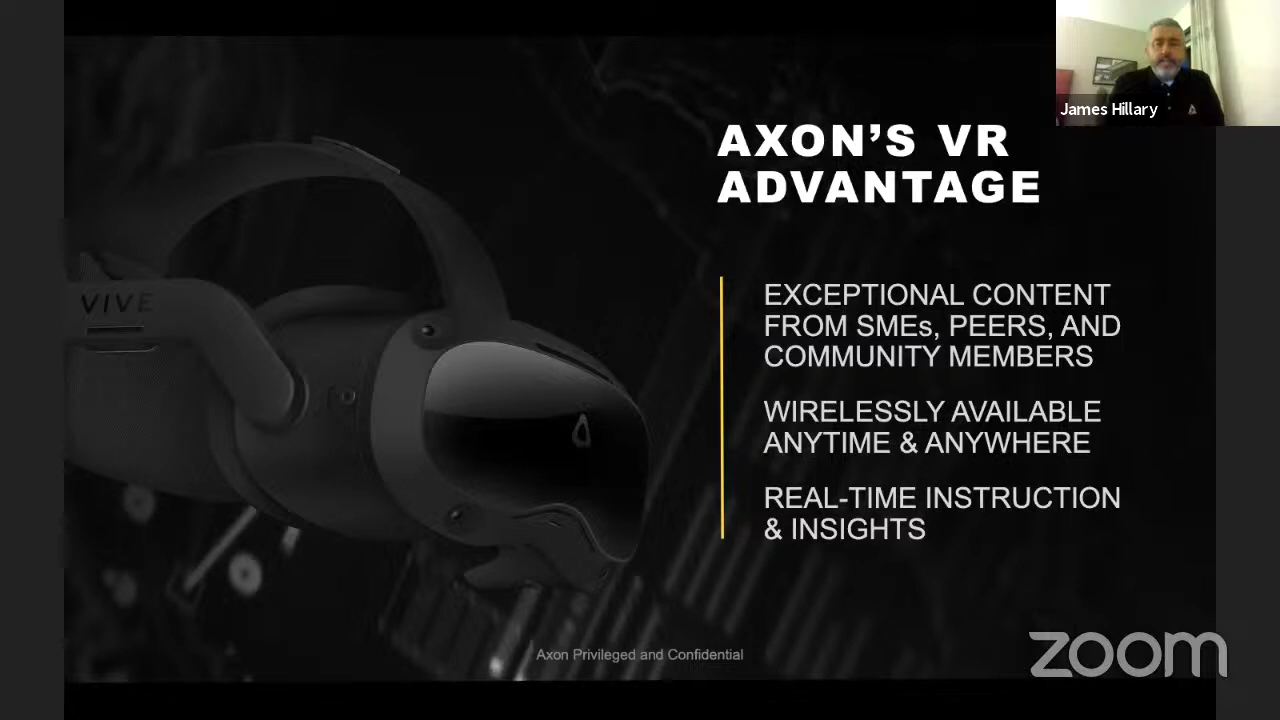 James Hillary
AXON'S VR
ADVANTAGE
VIVE
EXCEPTIONAL CONTENT
FROM SMEs, PEERS, AND
COMMUNITY MEMBERS
WIRELESSLY AVAILABLE
ANYTIME & ANYWHERE
REAL-TIME INSTRUCTION
& INSIGHTS
Axon Privileged and Confidential
zoom